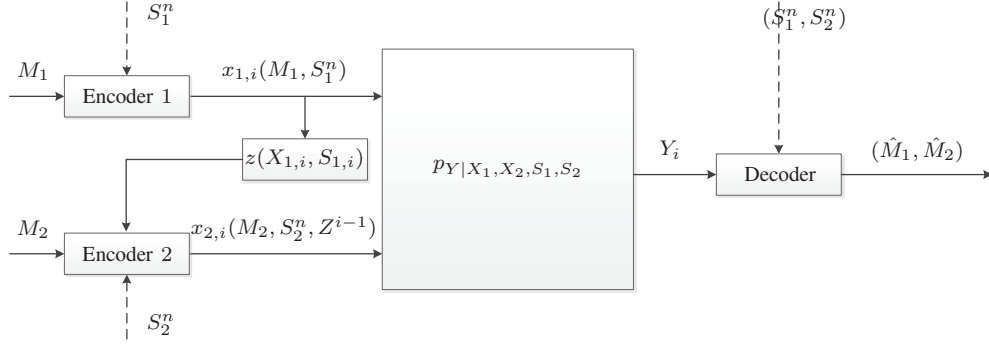 $S_1^n$
$(S_1^n, S_2^n)$
$M_1$
Encoder 1
$x_{1,i}(M_1, S_1^n)$
$z(X_{1,i}, S_{1,i})$
$p_{Y|X_1,X_2,S_1,S_2}$
$Y_i$
Decoder
$(\hat{M}_1, \hat{M}_2)$
$M_2$
Encoder 2
$x_{2,i}(M_2, S_2^n, Z^{i-1})$
$S_2^n$